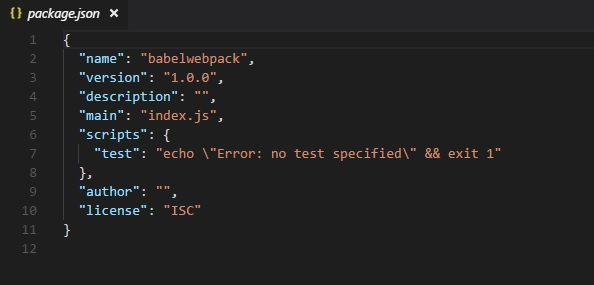 {} package.json ×
1 {
2   "name": "babelwebpack",
3   "version": "1.0.0",
4   "description": "",
5   "main": "index.js",
6   "scripts": {
7     "test": "echo \"Error: no test specified\" && exit 1"
8   },
9   "author": "",
10   "license": "ISC"
11 }
12